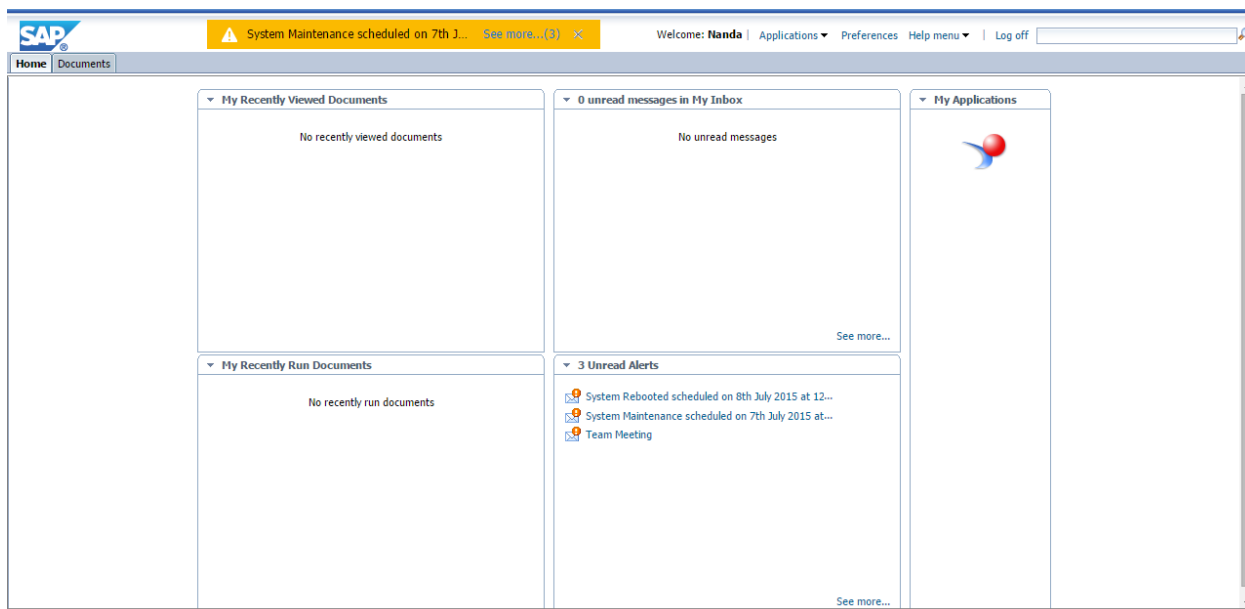 SAP®
System Maintenance scheduled on 7th J... See more...(3)
Welcome: Nanda | Applications Preferences Help menu | Log off
Home Documents
My Recently Viewed Documents
No recently viewed documents
0 unread messages in My Inbox
No unread messages
See more...
My Applications
My Recently Run Documents
No recently run documents
3 Unread Alerts
System Rebooted scheduled on 8th July 2015 at 12...
System Maintenance scheduled on 7th July 2015 at...
Team Meeting
See more...